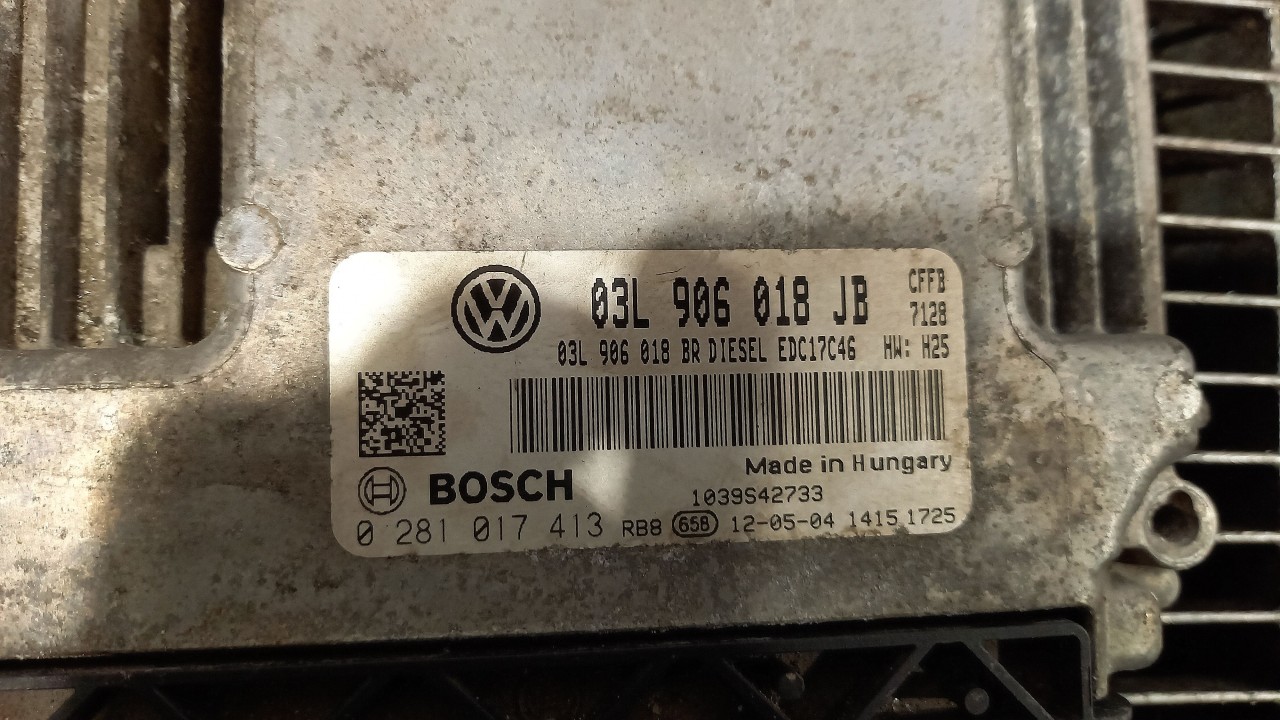 03L 906 018 JB CFFB
7128
03L 906 018 BR DIESEL EDC17C46 HW: H25
Made in Hungary
BOSCH 1039S42733
0 281 017 413 RB8 658 12-05-04 1415 1725